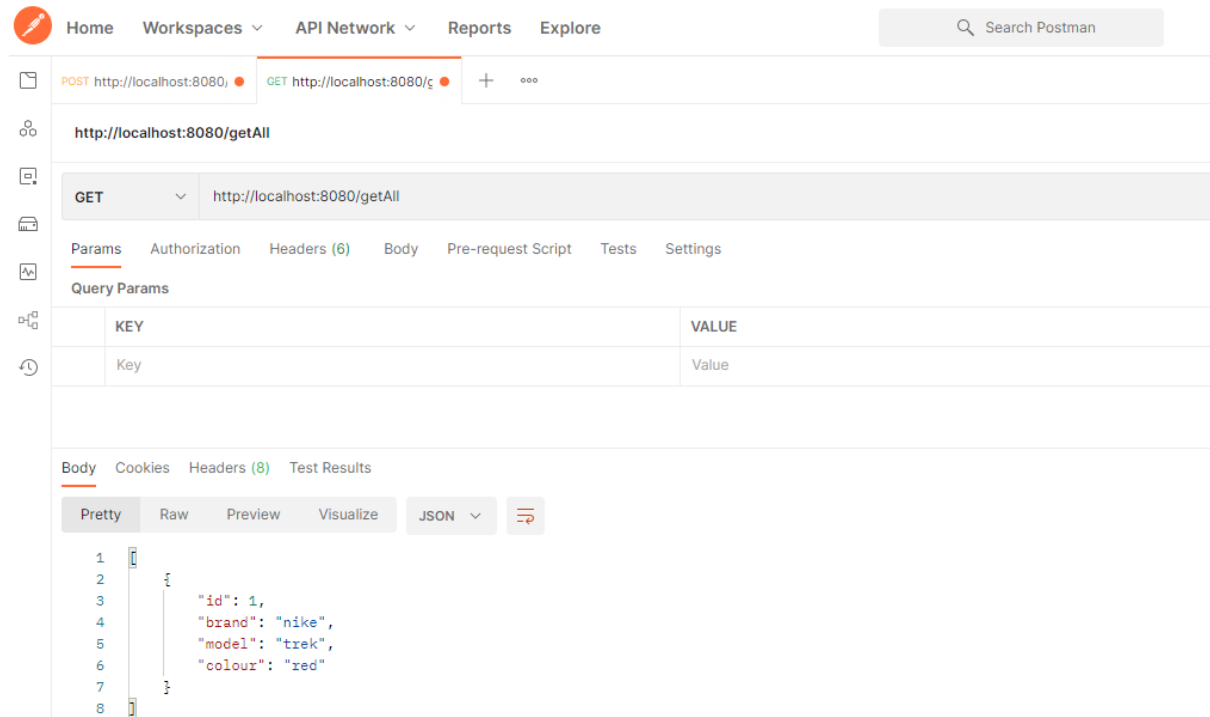 Home Workspaces API Network Reports Explore Search Postman
POST http://localhost:8080/ GET http://localhost:8080/g
http://localhost:8080/getAll
GET http://localhost:8080/getAll
Params Authorization Headers (6) Body Pre-request Script Tests Settings
Query Params
KEY VALUE
Key Value
Body Cookies Headers (8) Test Results
Pretty Raw Preview Visualize JSON
1 [
2 {
3 "id": 1,
4 "brand": "nike",
5 "model": "trek",
6 "colour": "red"
7 }
8 ]